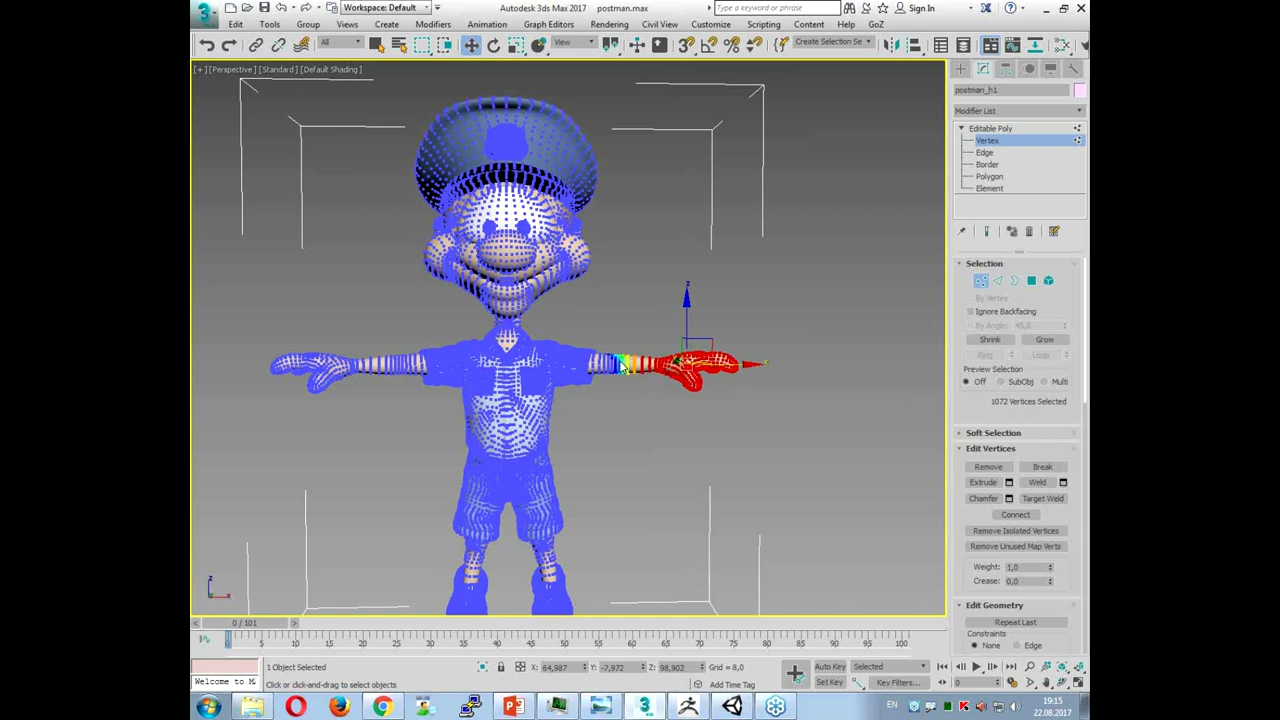 Workspace: Default
Autodesk 3ds Max 2017
postman.max
Type a keyword or phrase
Sign In
Edit
Tools
Group
Views
Create
Modifiers
Animation
Graph Editors
Rendering
Civil View
Customize
Scripting
Content
Help
GoZ
All
View
Create Selection Se
[+] [Perspective] [Standard] [Default Shading]
postman_h1
Modifier List
Editable Poly
Vertex
Edge
Border
Polygon
Element
Selection
By Vertex
Ignore Backfacing
By Angle: 45,0
Shrink
Grow
Ring
Loop
Preview Selection
Off
SubObj
Multi
1072 Vertices Selected
Soft Selection
Edit Vertices
Remove
Break
Extrude
Weld
Chamfer
Target Weld
Connect
Remove Isolated Vertices
Remove Unused Map Verts
Weight: 1,0
Crease: 0,0
Edit Geometry
Repeat Last
Constraints
None
Edge
0 / 101
0 5 10 15 20 25 30 35 40 45 50 55 60 65 70 75 80 85 90 95 100
1 Object Selected
X: 64,987
Y: -7,972
Z: 98,902
Grid = 8,0
Auto Key
Selected
Welcome to M
Click or click-and-drag to select objects
Add Time Tag
Set Key
Key Filters...
0
EN
19:15
22.08.2017